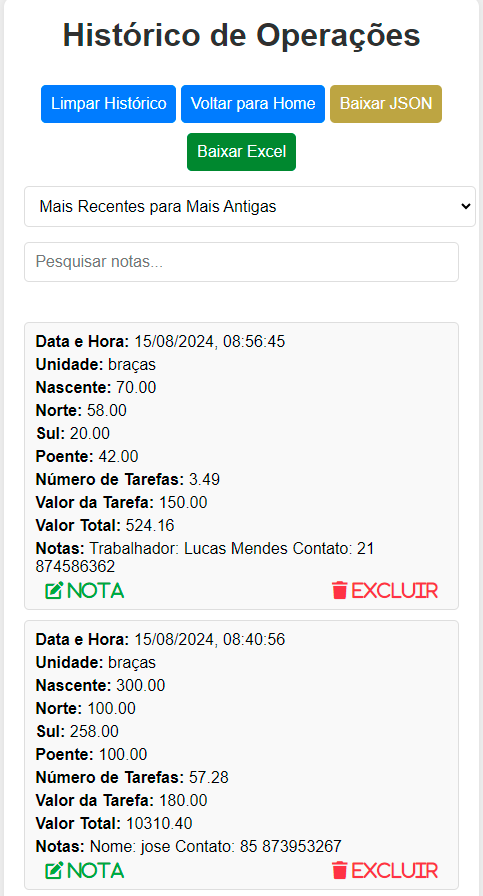 Histórico de Operações
Limpar Histórico Voltar para Home Baixar JSON
Baixar Excel
Mais Recentes para Mais Antigas
Pesquisar notas...
Data e Hora: 15/08/2024, 08:56:45
Unidade: braças
Nascente: 70.00
Norte: 58.00
Sul: 20.00
Poente: 42.00
Número de Tarefas: 3.49
Valor da Tarefa: 150.00
Valor Total: 524.16
Notas: Trabalhador: Lucas Mendes Contato: 21
874586362
NOTA EXCLUIR
Data e Hora: 15/08/2024, 08:40:56
Unidade: braças
Nascente: 300.00
Norte: 100.00
Sul: 258.00
Poente: 100.00
Número de Tarefas: 57.28
Valor da Tarefa: 180.00
Valor Total: 10310.40
Notas: Nome: jose Contato: 85 873953267
NOTA EXCLUIR